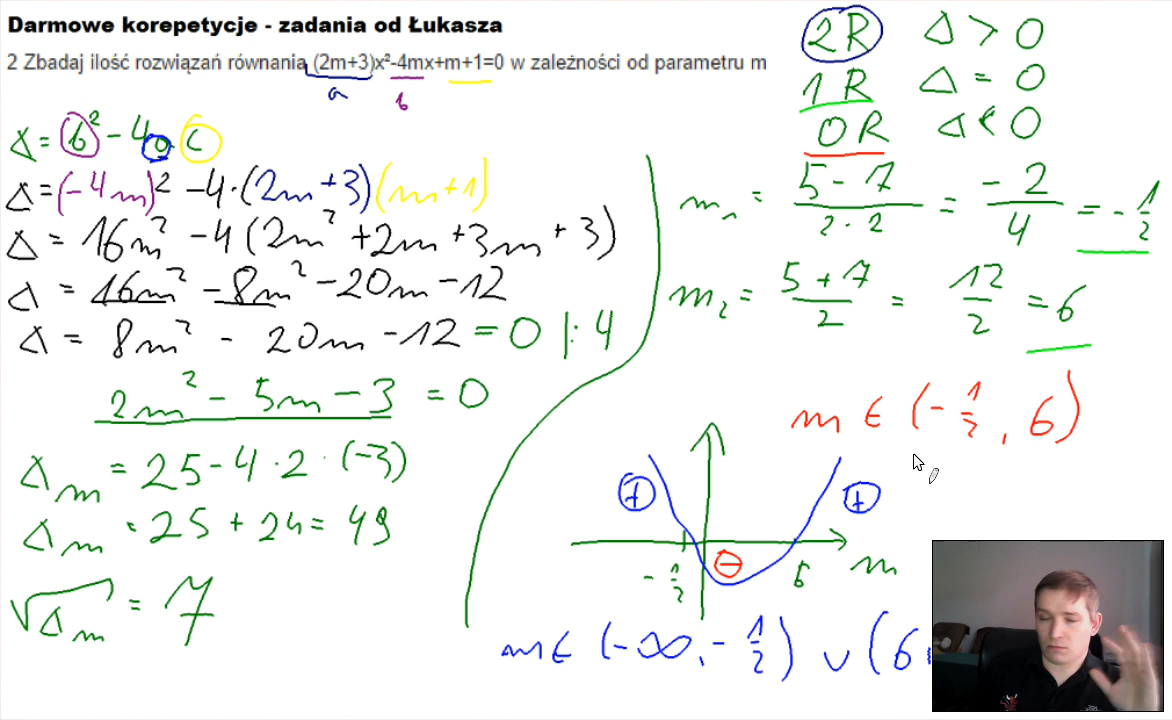 Darmowe korepetycje - zadania od Łukasza
2 Zbadaj ilość rozwiązań równania (2m+3)x²-4mx+m+1=0 w zależności od parametru m
a b
Δ = b² - 4ac
Δ = (-4m)² - 4·(2m+3)(m+1)
Δ = 16m² - 4(2m² + 2m + 3m + 3)
Δ = 16m² - 8m² - 20m - 12
Δ = 8m² - 20m - 12 = 0 |: 4
2m² - 5m - 3 = 0
Δm = 25 - 4·2·(-3)
Δm = 25 + 24 = 49
√Δm = 7
2R Δ > 0
1R Δ = 0
0R Δ < 0
m₁ = (5-7)/(2·2) = -2/4 = -1/2
m₂ = (5+7)/2 = 12/2 = 6
m ∈ (-1/2, 6)
+ +
-
-1/2 6 m
m ∈ (-∞, -1/2) ∪ (6